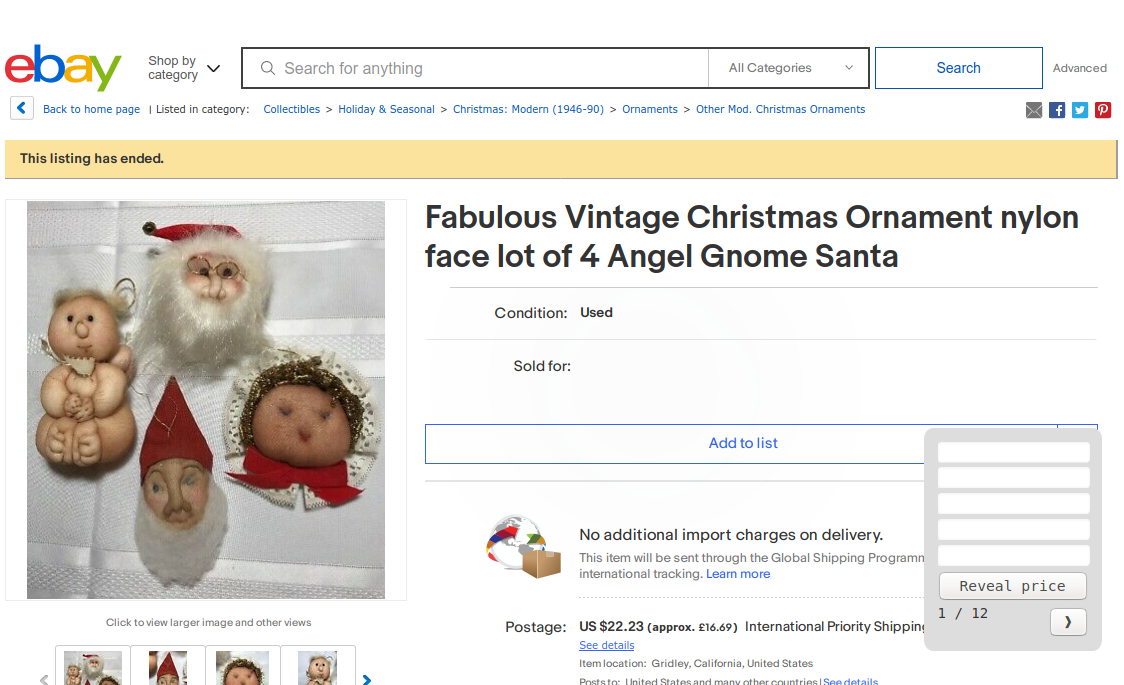 ebay
Shop by
category
Search for anything
All Categories
Search
Advanced
Back to home page | Listed in category: Collectibles > Holiday & Seasonal > Christmas: Modern (1946-90) > Ornaments > Other Mod. Christmas Ornaments
This listing has ended.
Fabulous Vintage Christmas Ornament nylon
face lot of 4 Angel Gnome Santa
Condition: Used
Sold for:
Add to list
No additional import charges on delivery.
This item will be sent through the Global Shipping Programm
international tracking. Learn more
Postage: US $22.23 (approx. £16.69) International Priority Shipping
See details
Item location: Gridley, California, United States
Posts to: United States and many other countries | See details
Click to view larger image and other views
Reveal price
1 / 12